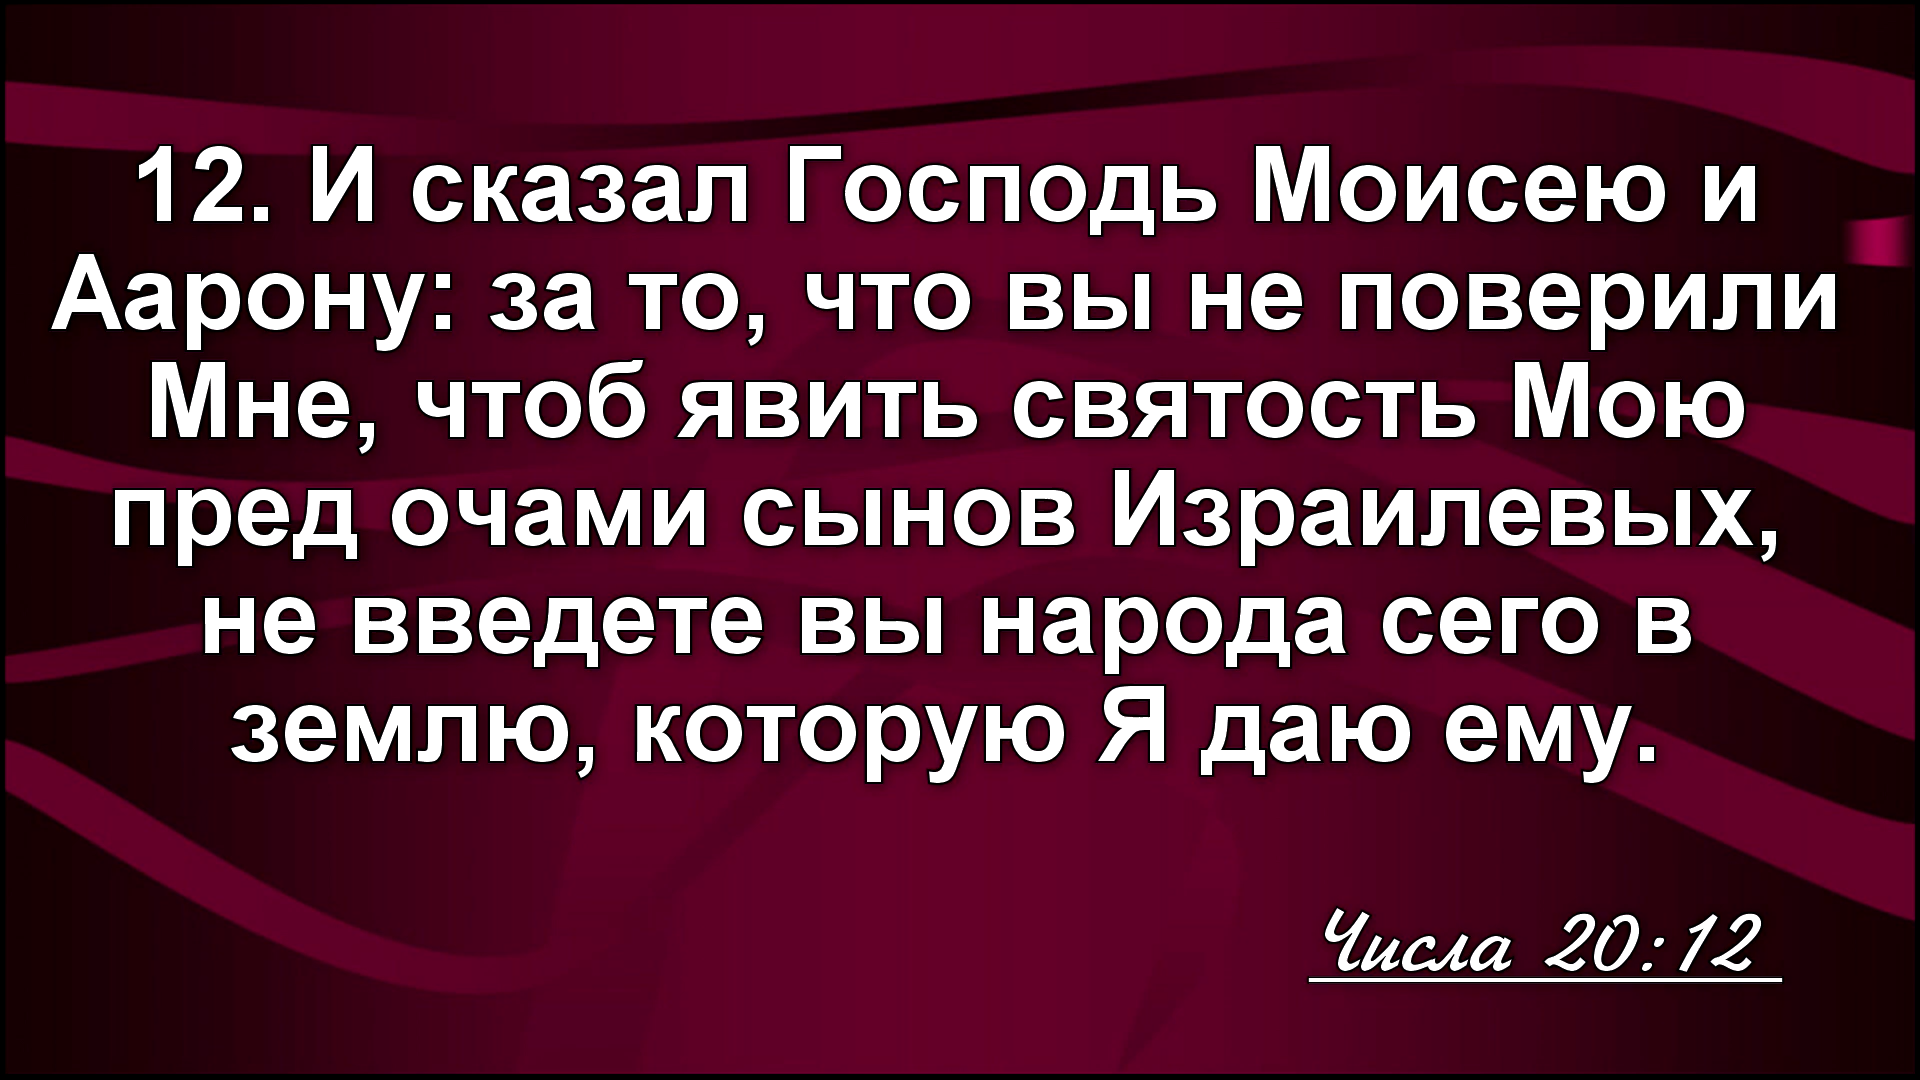 12. И сказал Господь Моисею и
Аарону: за то, что вы не поверили
Мне, чтоб явить святость Мою
пред очами сынов Израилевых,
не введете вы народа сего в
землю, которую Я даю ему.
Числа 20:12